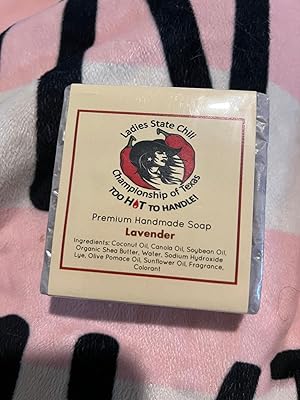 Ladies State Chili
Championship of Texas
TOO HOT TO HANDLE!
Premium Handmade Soap
Lavender
Ingredients: Coconut Oil, Canola Oil, Soybean Oil,
Organic Shea Butter, Water, Sodium Hydroxide
Lye, Olive Pomace Oil, Sunflower Oil, Fragrance,
Colorant